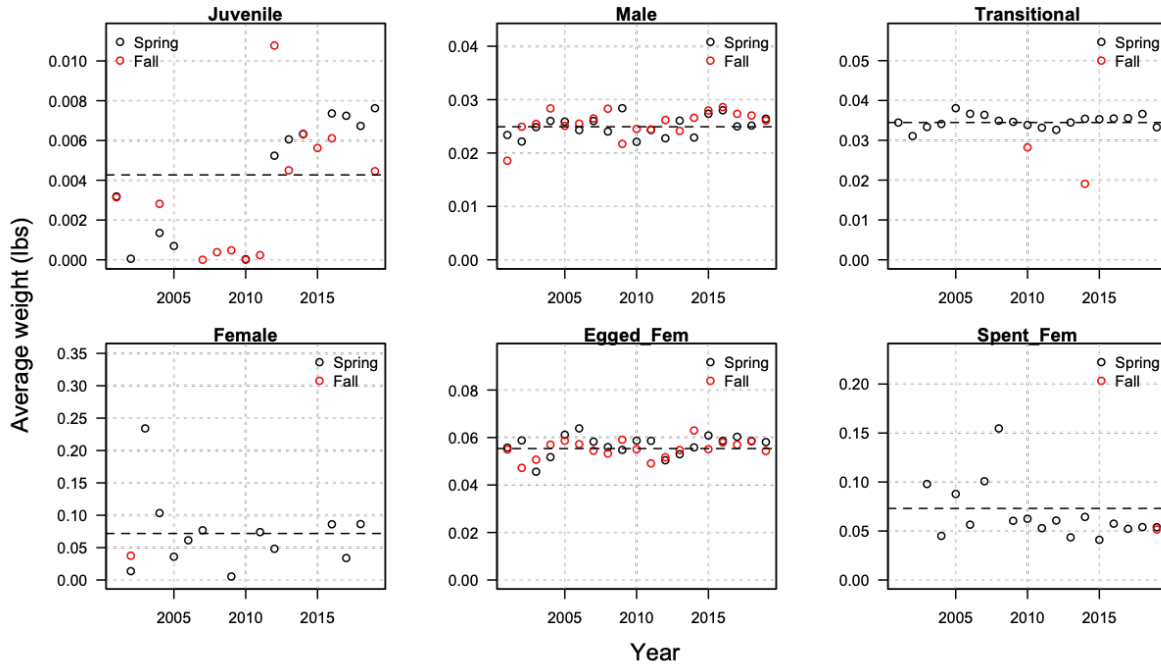 Juvenile
Spring
Fall
0.010
0.008
0.006
0.004
0.002
0.000
2005 2010 2015
Male
Spring
Fall
0.04
0.03
0.02
0.01
0.00
2005 2010 2015
Transitional
Spring
Fall
0.05
0.04
0.03
0.02
0.01
0.00
2005 2010 2015
Average weight (lbs)
Female
Spring
Fall
0.35
0.30
0.25
0.20
0.15
0.10
0.05
0.00
2005 2010 2015
Egged_Fem
Spring
Fall
0.08
0.06
0.04
0.02
0.00
2005 2010 2015
Spent_Fem
Spring
Fall
0.20
0.15
0.10
0.05
0.00
2005 2010 2015
Year